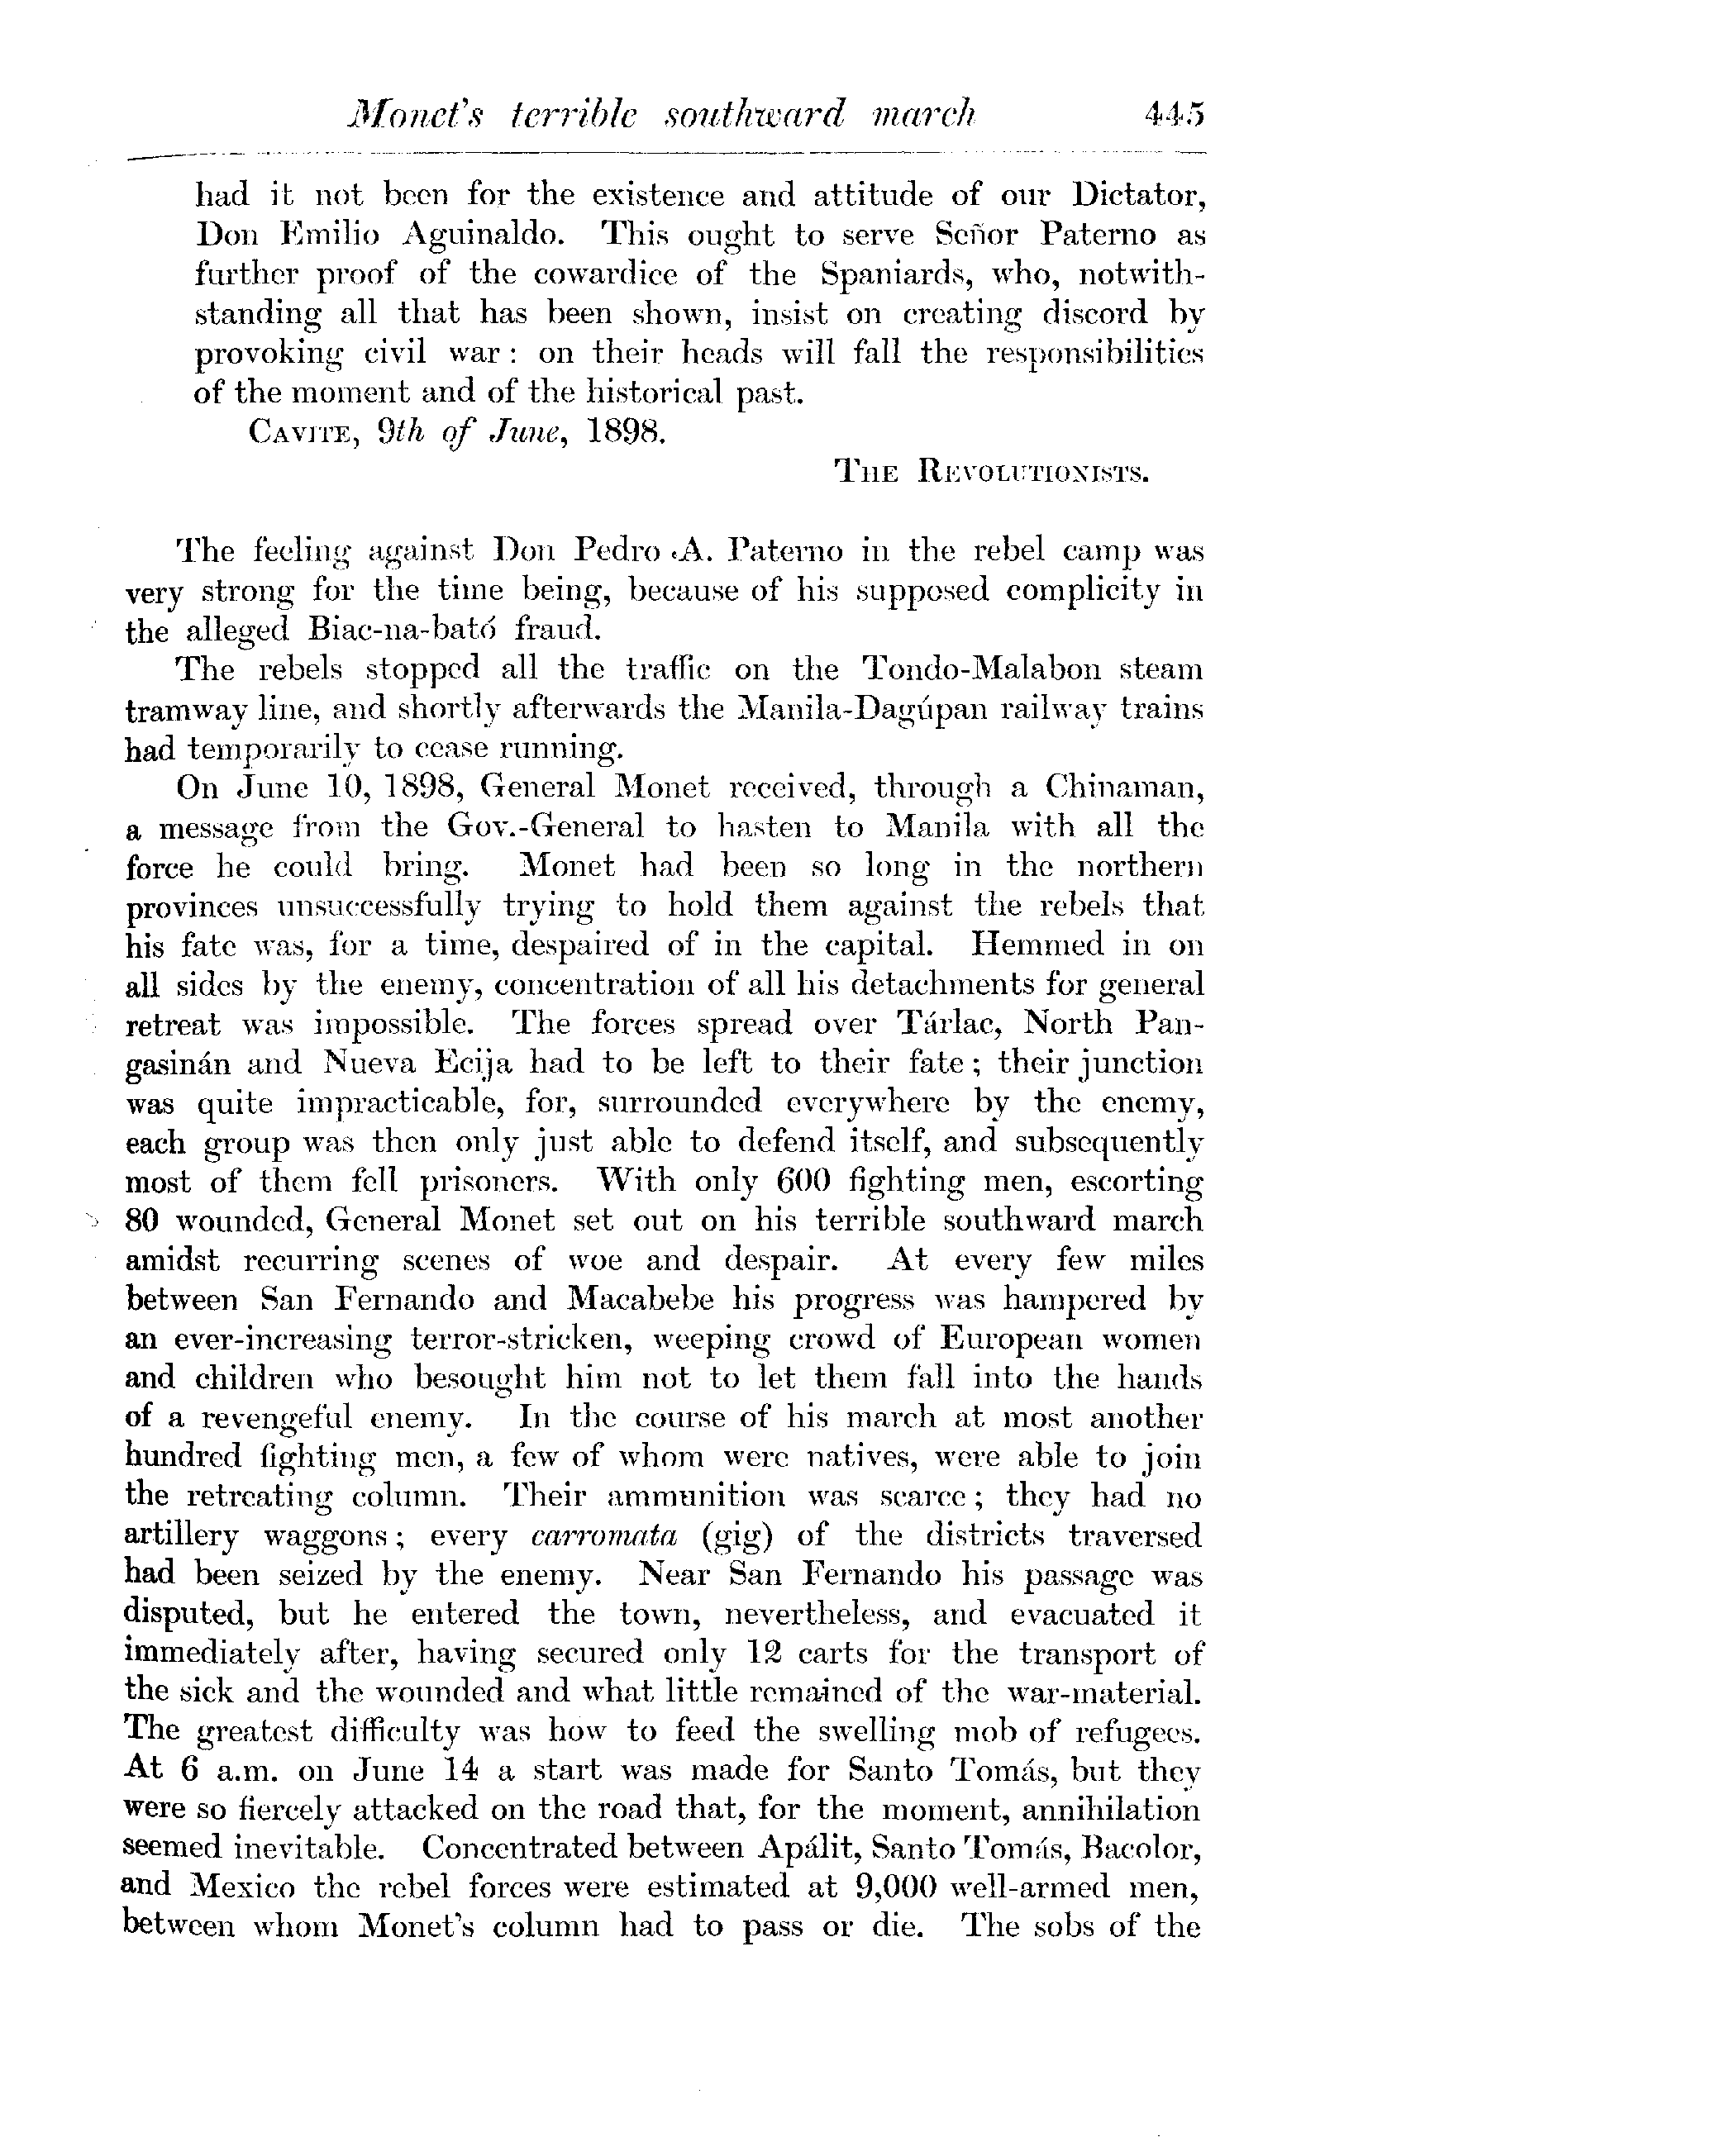 Monet's terrible southward march 445
had it not been for the existence and attitude of our Dictator,
Don Emilio Aguinaldo. This ought to serve Señor Paterno as
further proof of the cowardice of the Spaniards, who, notwith-
standing all that has been shown, insist on creating discord by
provoking civil war : on their heads will fall the responsibilities
of the moment and of the historical past.
CAVITE, 9th of June, 1898.
THE REVOLUTIONISTS.
The feeling against Don Pedro A. Paterno in the rebel camp was
very strong for the time being, because of his supposed complicity in
the alleged Biac-na-bató fraud.
The rebels stopped all the traffic on the Tondo-Malabon steam
tramway line, and shortly afterwards the Manila-Dagúpan railway trains
had temporarily to cease running.
On June 10, 1898, General Monet received, through a Chinaman,
a message from the Gov.-General to hasten to Manila with all the
force he could bring. Monet had been so long in the northern
provinces unsuccessfully trying to hold them against the rebels that
his fate was, for a time, despaired of in the capital. Hemmed in on
all sides by the enemy, concentration of all his detachments for general
retreat was impossible. The forces spread over Tárlac, North Pan-
gasinán and Nueva Ecija had to be left to their fate ; their junction
was quite impracticable, for, surrounded everywhere by the enemy,
each group was then only just able to defend itself, and subsequently
most of them fell prisoners. With only 600 fighting men, escorting
80 wounded, General Monet set out on his terrible southward march
amidst recurring scenes of woe and despair. At every few miles
between San Fernando and Macabebe his progress was hampered by
an ever-increasing terror-stricken, weeping crowd of European women
and children who besought him not to let them fall into the hands
of a revengeful enemy. In the course of his march at most another
hundred fighting men, a few of whom were natives, were able to join
the retreating column. Their ammunition was scarce ; they had no
artillery waggons ; every carromata (gig) of the districts traversed
had been seized by the enemy. Near San Fernando his passage was
disputed, but he entered the town, nevertheless, and evacuated it
immediately after, having secured only 12 carts for the transport of
the sick and the wounded and what little remained of the war-material.
The greatest difficulty was how to feed the swelling mob of refugees.
At 6 a.m. on June 14 a start was made for Santo Tomás, but they
were so fiercely attacked on the road that, for the moment, annihilation
seemed inevitable. Concentrated between Apálit, Santo Tomás, Bacolor,
and Mexico the rebel forces were estimated at 9,000 well-armed men,
between whom Monet's column had to pass or die. The sobs of the